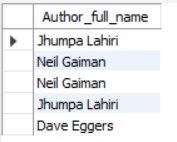 Author_full_name
Jhumpa Lahiri
Neil Gaiman
Neil Gaiman
Jhumpa Lahiri
Dave Eggers